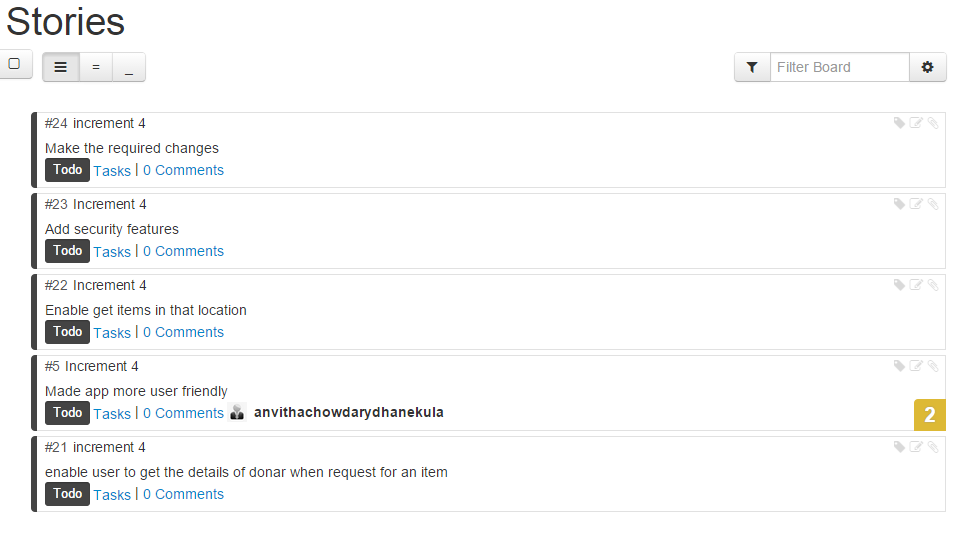 Stories
= _
Filter Board
#24 increment 4
Make the required changes
Todo Tasks | 0 Comments
#23 Increment 4
Add security features
Todo Tasks | 0 Comments
#22 Increment 4
Enable get items in that location
Todo Tasks | 0 Comments
#5 Increment 4
Made app more user friendly
Todo Tasks | 0 Comments anvithachowdarydhanekula 2
#21 increment 4
enable user to get the details of donar when request for an item
Todo Tasks | 0 Comments